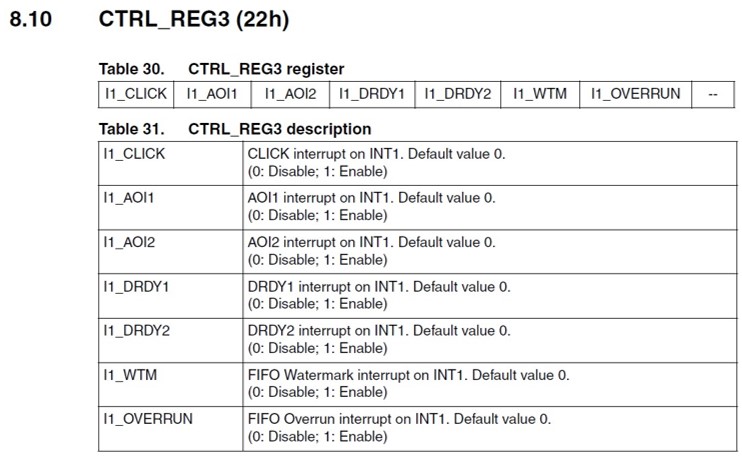 8.10 CTRL_REG3 (22h)
Table 30. CTRL_REG3 register
I1_CLICK I1_AOI1 I1_AOI2 I1_DRDY1 I1_DRDY2 I1_WTM I1_OVERRUN --
Table 31. CTRL_REG3 description
I1_CLICK CLICK interrupt on INT1. Default value 0.
(0: Disable; 1: Enable)
I1_AOI1 AOI1 interrupt on INT1. Default value 0.
(0: Disable; 1: Enable)
I1_AOI2 AOI2 interrupt on INT1. Default value 0.
(0: Disable; 1: Enable)
I1_DRDY1 DRDY1 interrupt on INT1. Default value 0.
(0: Disable; 1: Enable)
I1_DRDY2 DRDY2 interrupt on INT1. Default value 0.
(0: Disable; 1: Enable)
I1_WTM FIFO Watermark interrupt on INT1. Default value 0.
(0: Disable; 1: Enable)
I1_OVERRUN FIFO Overrun interrupt on INT1. Default value 0.
(0: Disable; 1: Enable)